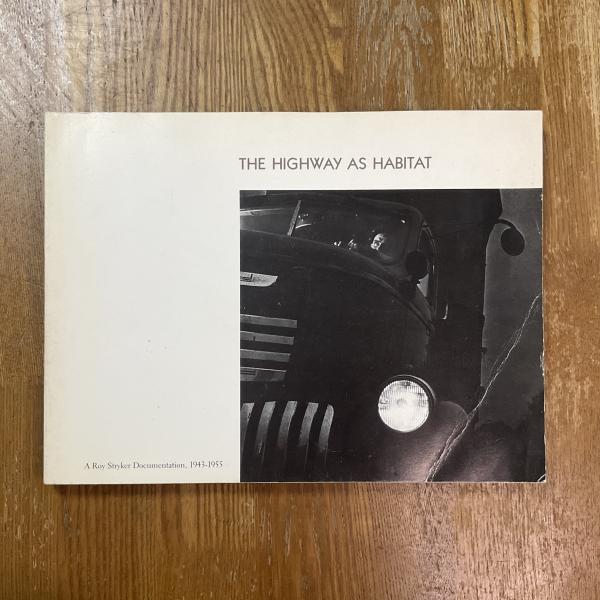 THE HIGHWAY AS HABITAT
A Roy Stryker Documentation, 1943-1955